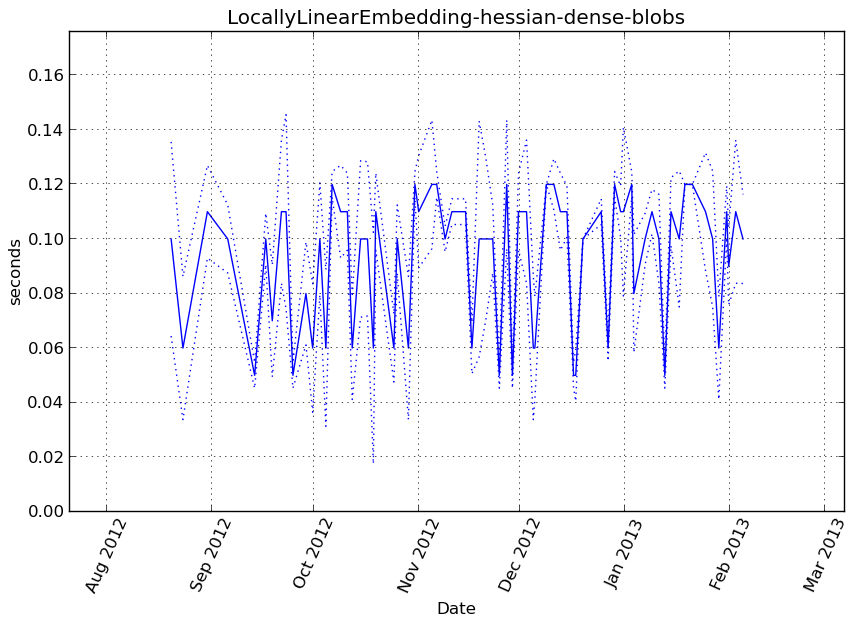 LocallyLinearEmbedding-hessian-dense-blobs
0.16
0.14
0.12
0.10
0.08
0.06
0.04
0.02
0.00
seconds
Aug 2012
Sep 2012
Oct 2012
Nov 2012
Dec 2012
Jan 2013
Feb 2013
Mar 2013
Date